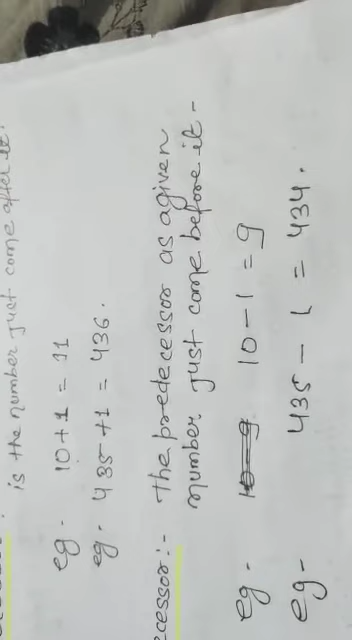 is the number just come after it.
eg. 10+1 = 11
eg. 435+1 = 436.
ecessor:- The predecessor as a given
number just come before it-
eg. 10-1=9
eg- 435-1 = 434.